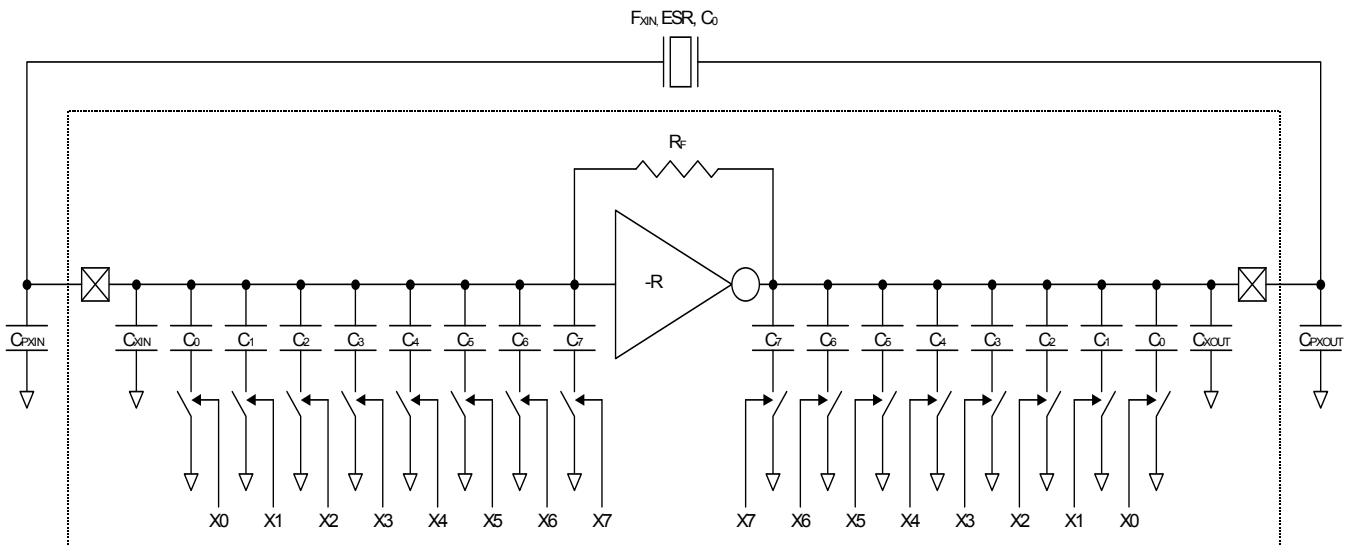 FXIN, ESR, C0
RF
-R
CPXIN CXIN C0 C1 C2 C3 C4 C5 C6 C7 C7 C6 C5 C4 C3 C2 C1 C0 CXOUT CPXOUT
X0 X1 X2 X3 X4 X5 X6 X7 X7 X6 X5 X4 X3 X2 X1 X0